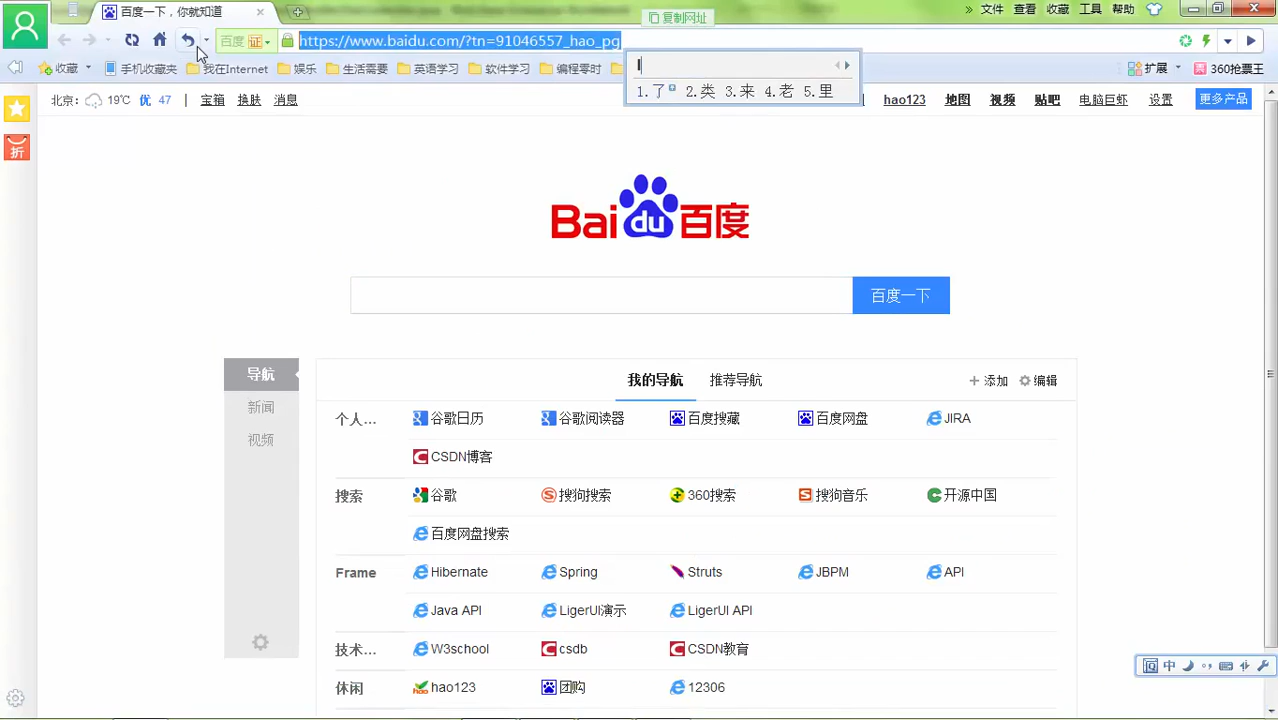 百度一下，你就知道
复制网址
» 文件 查看 收藏 工具 帮助
百度 证 https://www.baidu.com/?tn=91046557_hao_pg
收藏 手机收藏夹 我在Internet 娱乐 生活需要 英语学习 软件学习 编程零时 扩展 360抢票王
l
1.了 2.类 3.来 4.老 5.里
北京: 19℃ 优 47 | 宝箱 换肤 消息 hao123 地图 视频 贴吧 电脑巨虾 设置 更多产品
折
Bai du 百度
百度一下
导航
新闻
视频
我的导航 推荐导航 添加 编辑
个人... 谷歌日历 谷歌阅读器 百度搜藏 百度网盘 JIRA
CSDN博客
搜索 谷歌 搜狗搜索 360搜索 搜狗音乐 开源中国
百度网盘搜索
Frame Hibernate Spring Struts JBPM API
Java API LigerUI演示 LigerUI API
技术... W3school csdb CSDN教育
休闲 hao123 团购 12306
中